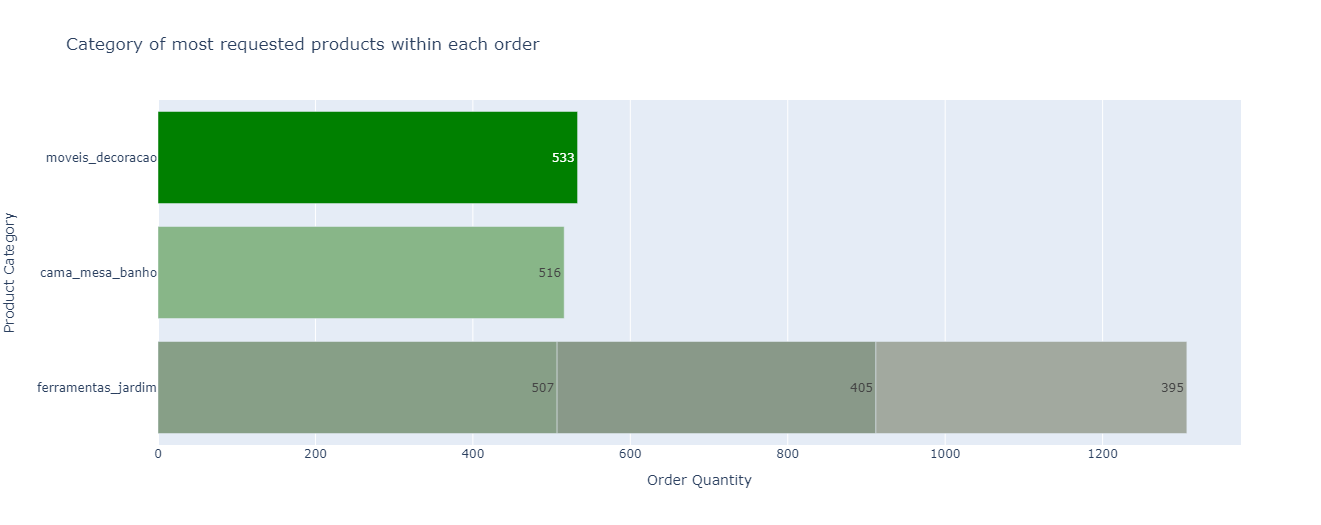 Category of most requested products within each order
moveis_decoracao
533
cama_mesa_banho
516
ferramentas_jardim
507
405
395
0 200 400 600 800 1000 1200
Order Quantity
Product Category